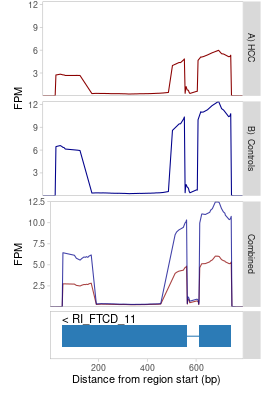 12
9
6
3
A) HCC
FPM
12
9
6
3
B) Controls
12.5
10.0
7.5
5.0
2.5
FPM
Combined
< RI_FTCD_11
200
400
600
Distance from region start (bp)